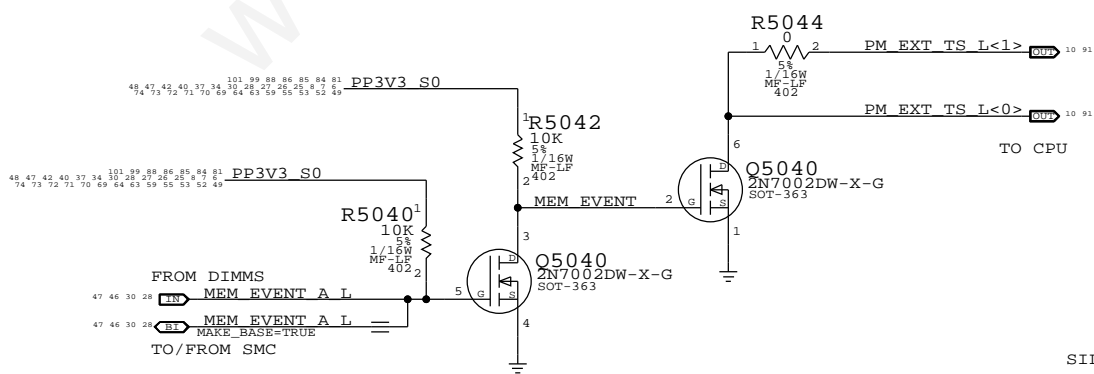 R5044
0
1
2
PM_EXT_TS_L<1>
OUT
10 91
5%
1/16W
MF-LF
402
101 99 88 86 85 84 81
48 47 42 40 37 34 30 28 27 26 25 8 7 6
74 73 72 71 70 69 64 63 59 55 53 52 49
PP3V3_S0
PM_EXT_TS_L<0>
OUT
10 91
TO CPU
1
R5042
10K
5%
1/16W
MF-LF
402
2
6
D
Q5040
2N7002DW-X-G
SOT-363
G
S
2
1
MEM_EVENT
101 99 88 86 85 84 81
48 47 42 40 37 34 30 28 27 26 25 8 7 6
74 73 72 71 70 69 64 63 59 55 53 52 49
PP3V3_S0
R5040
1
10K
5%
1/16W
MF-LF
402
2
3
D
Q5040
2N7002DW-X-G
SOT-363
5
G
S
4
FROM DIMMS
47 46 30 28
IN
MEM_EVENT_A_L
47 46 30 28
BI
MEM_EVENT_A_L
MAKE_BASE=TRUE
TO/FROM SMC